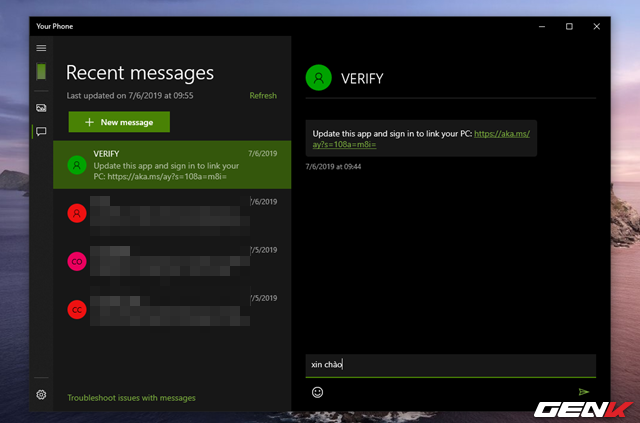 Your Phone
Recent messages
Last updated on 7/6/2019 at 09:55
Refresh
New message
VERIFY
7/6/2019
Update this app and sign in to link your
PC: https://aka.ms/ay?s=108a=m8i=
7/6/2019
CO
7/5/2019
CC
7/5/2019
Troubleshoot issues with messages
VERIFY
Update this app and sign in to link your PC: https://aka.ms/
ay?s=108a=m8i=
7/6/2019 at 09:44
xin chào
GENK